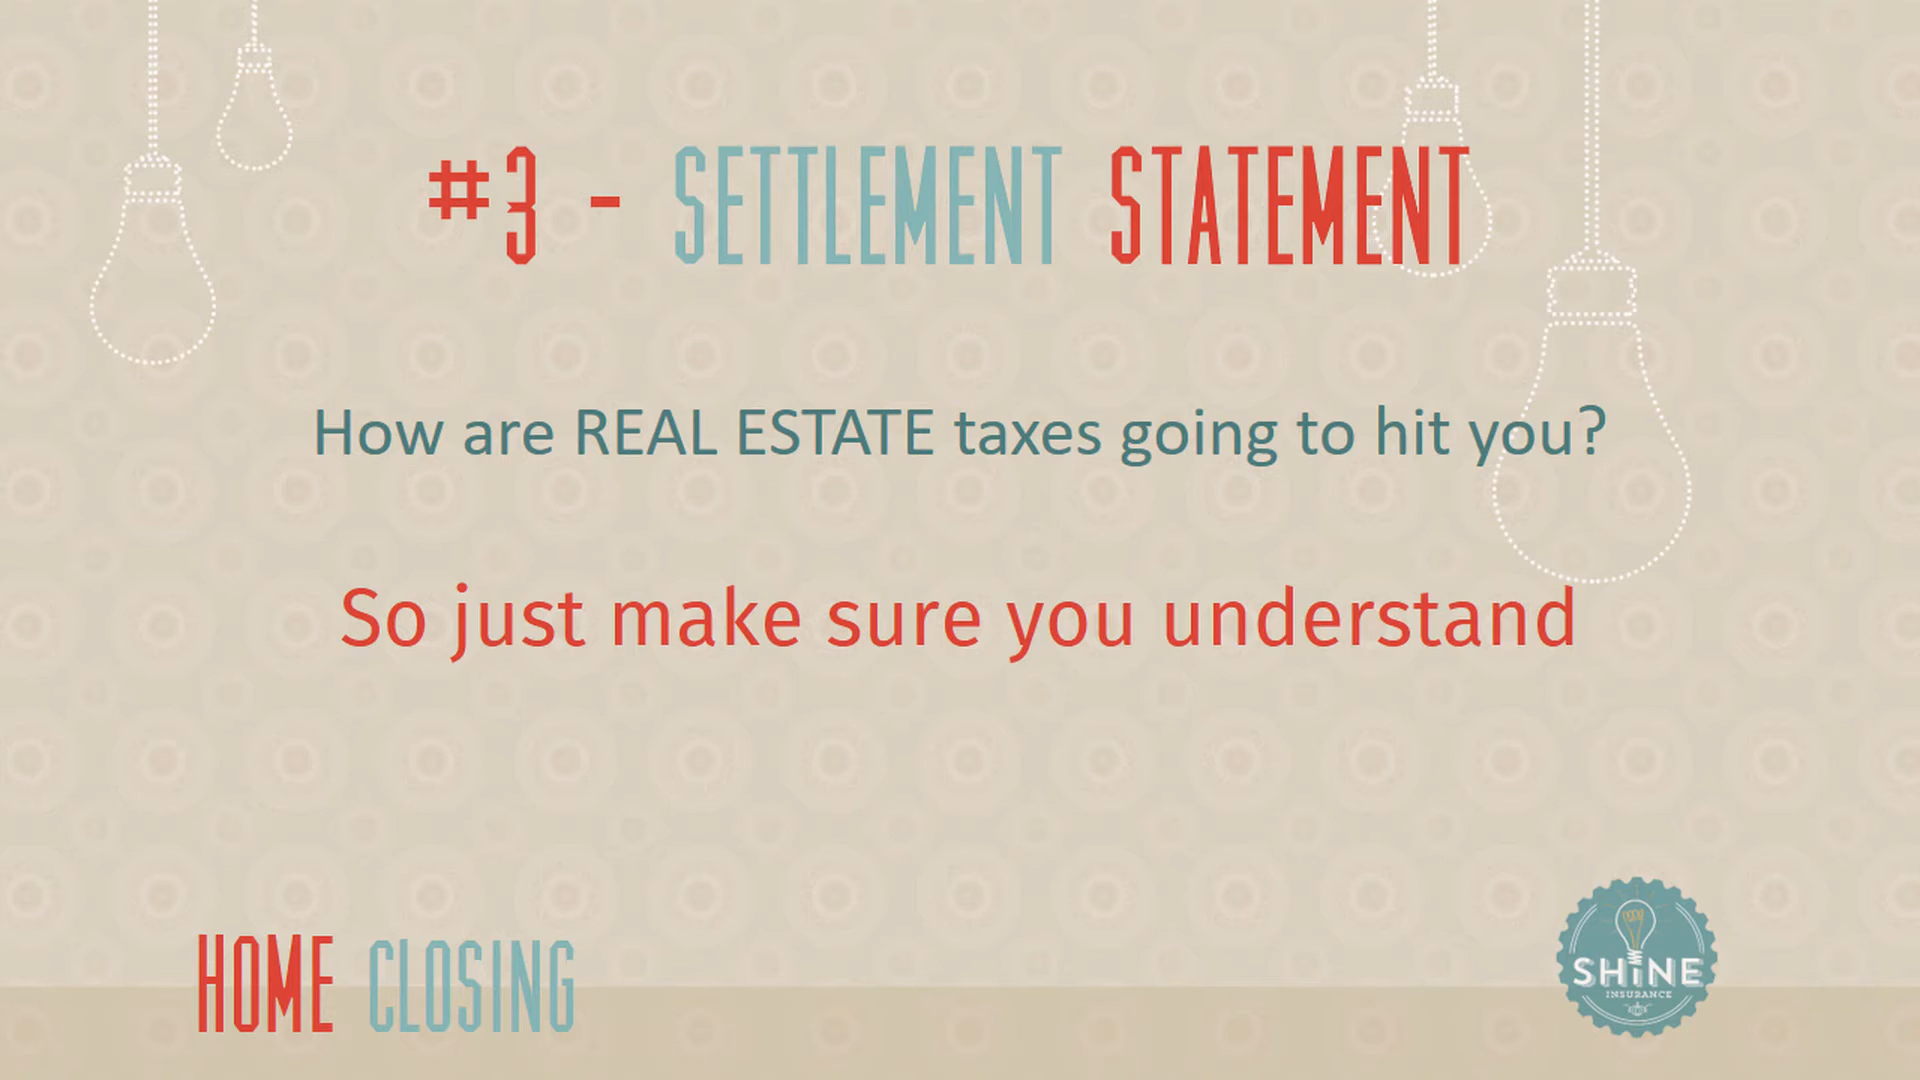 #3 - SETTLEMENT STATEMENT
How are REAL ESTATE taxes going to hit you?
So just make sure you understand
HOME CLOSING
SHINE
INSURANCE